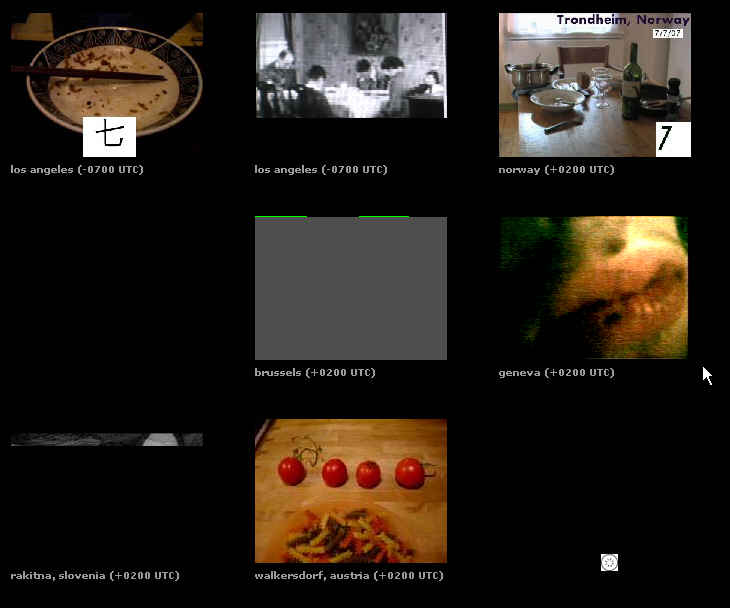 Trondheim, Norway
7/7/07
七
7
los angeles (-0700 UTC)
los angeles (-0700 UTC)
norway (+0200 UTC)
brussels (+0200 UTC)
geneva (+0200 UTC)
rakitna, slovenia (+0200 UTC)
walkersdorf, austria (+0200 UTC)